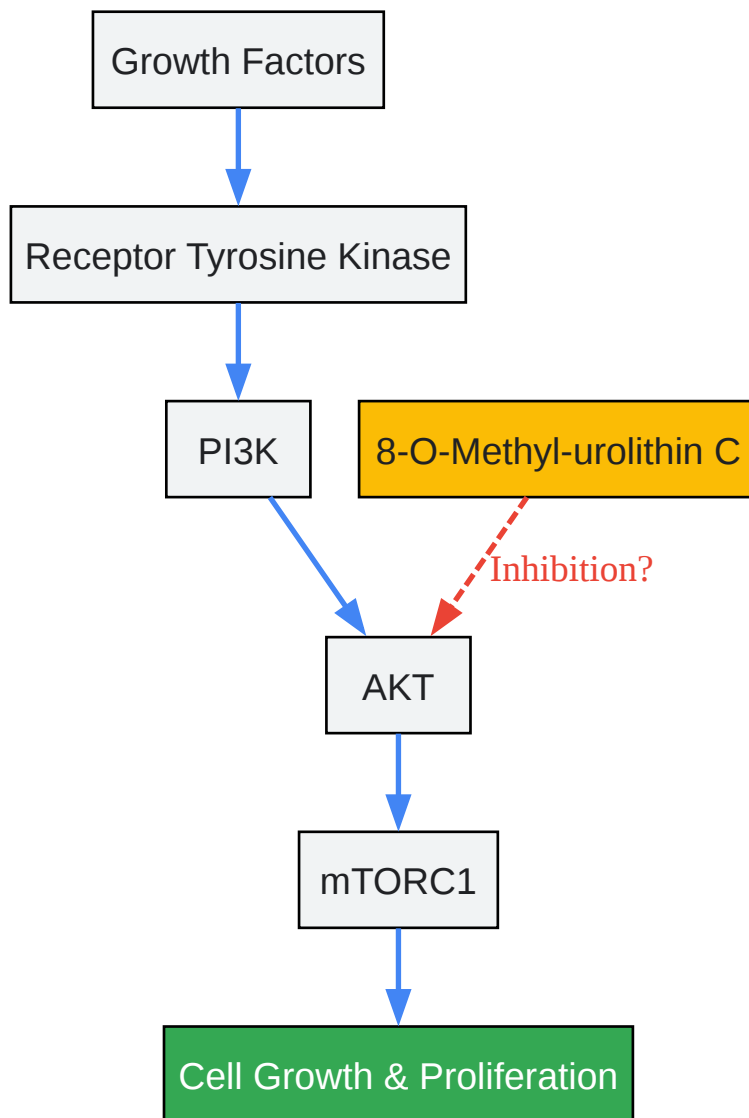 Growth Factors
Receptor Tyrosine Kinase
PI3K
8-O-Methyl-urolithin C
Inhibition?
AKT
mTORC1
Cell Growth & Proliferation